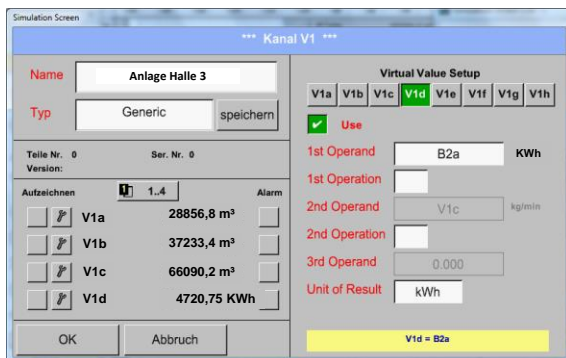 Simulation Screen
*** Kanal V1 ***
Name
Anlage Halle 3
Typ
Generic
speichern
Teile Nr. 0
Ser. Nr. 0
Version:
Aufzeichnen
1..4
Alarm
V1a
28856,8 m³
V1b
37233,4 m³
V1c
66090,2 m³
V1d
4720,75 KWh
OK
Abbruch
Virtual Value Setup
V1a V1b V1c V1d V1e V1f V1g V1h
Use
1st Operand
B2a
KWh
1st Operation
2nd Operand
V1c
kg/min
2nd Operation
3rd Operand
0.000
Unit of Result
kWh
V1d = B2a